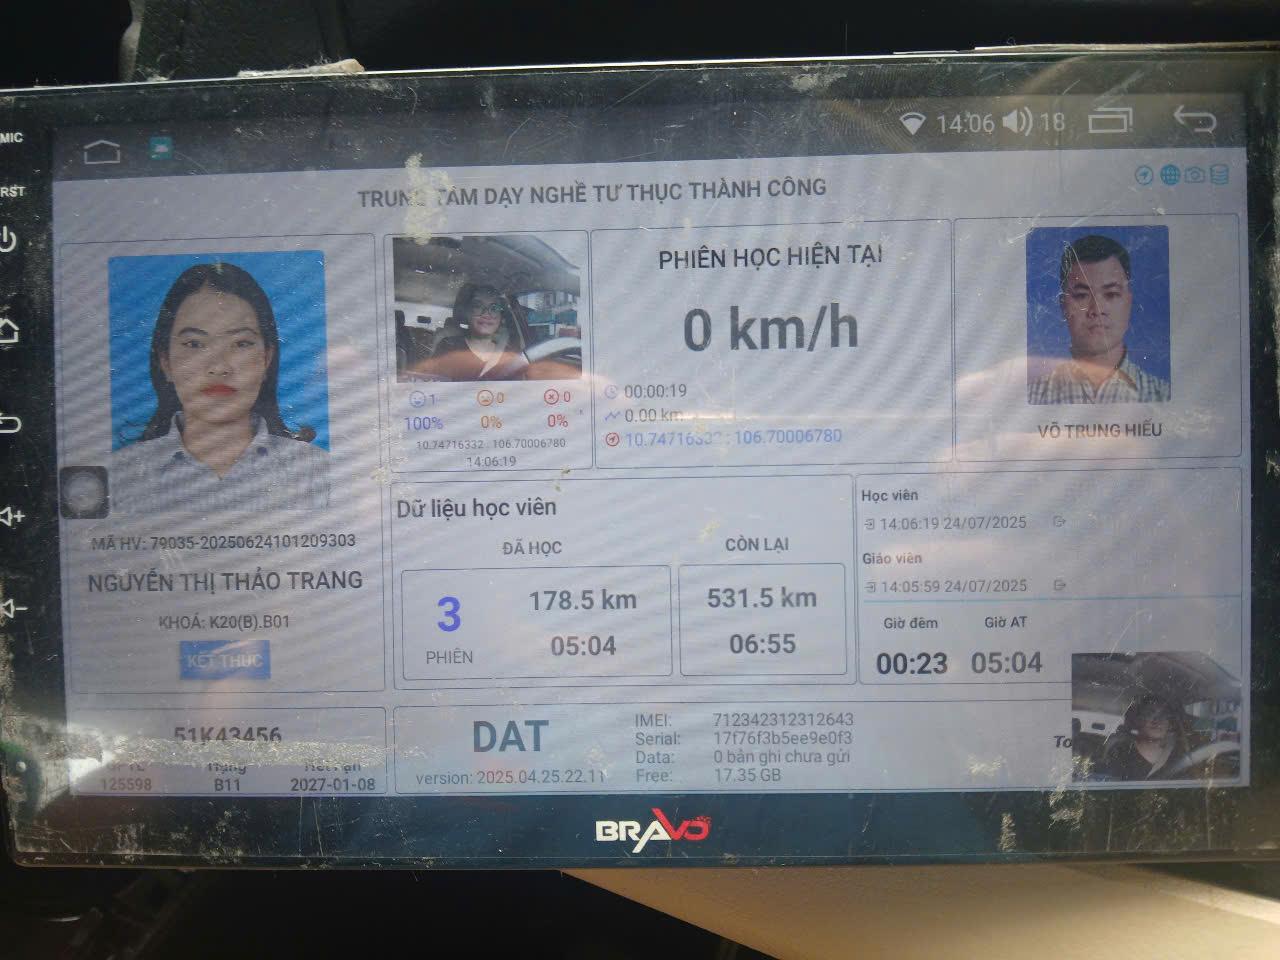 MIC
RST
14:06 18
TRUNG TÂM DẠY NGHỀ TƯ THỤC THÀNH CÔNG
MÃ HV: 79035-20250624101209303
NGUYỄN THỊ THẢO TRANG
KHOÁ: K20(B).B01
KẾT THÚC
1 0 0
100% 0% 0%
10.74716332 : 106.70006780
14:06:19
PHIÊN HỌC HIỆN TẠI
0 km/h
00:00:19
0.00 km
10.74716332 : 106.70006780
VÕ TRUNG HIẾU
Dữ liệu học viên
ĐÃ HỌC
CÒN LẠI
3
PHIÊN
178.5 km
05:04
531.5 km
06:55
Học viên
14:06:19 24/07/2025
Giáo viên
14:05:59 24/07/2025
Giờ đêm Giờ AT
00:23 05:04
51K43456
Hạng Hết hạn
125598 B11 2027-01-08
DAT
version: 2025.04.25.22.11
IMEI: 712342312312643
Serial: 17f76f3b5ee9e0f3
Data: 0 bản ghi chưa gửi
Free: 17.35 GB
To
BRAVO